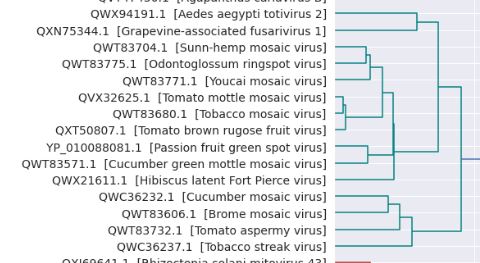 QWX94191.1 [Aedes aegypti totivirus 2]
QXN75344.1 [Grapevine-associated fusarivirus 1]
QWT83704.1 [Sunn-hemp mosaic virus]
QWT83775.1 [Odontoglossum ringspot virus]
QWT83771.1 [Youcai mosaic virus]
QVX32625.1 [Tomato mottle mosaic virus]
QWT83680.1 [Tobacco mosaic virus]
QXT50807.1 [Tomato brown rugose fruit virus]
YP_010088081.1 [Passion fruit green spot virus]
QWT83571.1 [Cucumber green mottle mosaic virus]
QWX21611.1 [Hibiscus latent Fort Pierce virus]
QWC36232.1 [Cucumber mosaic virus]
QWT83606.1 [Brome mosaic virus]
QWT83732.1 [Tomato aspermy virus]
QWC36237.1 [Tobacco streak virus]